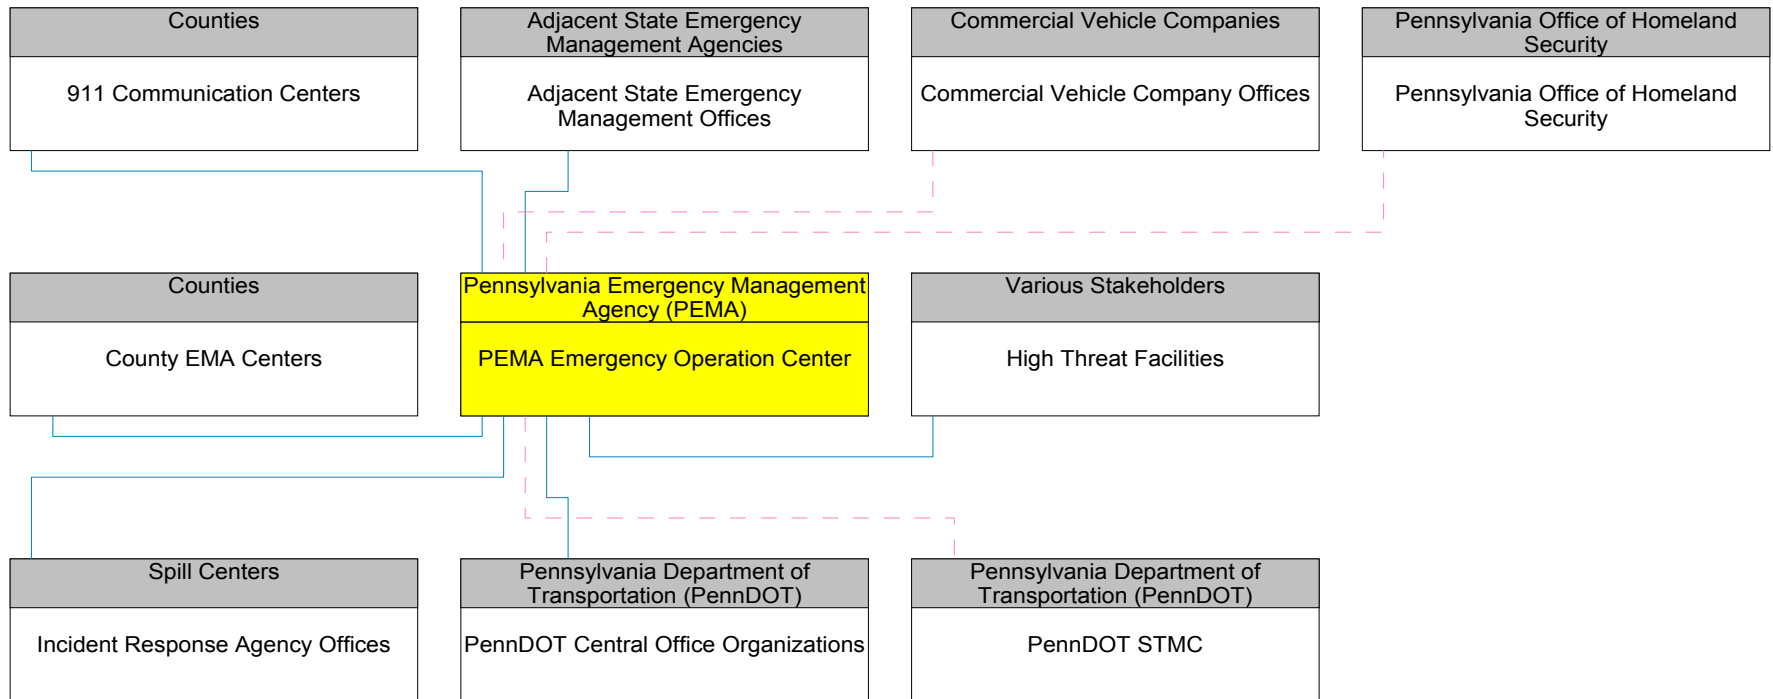 Counties
911 Communication Centers
Adjacent State Emergency
Management Agencies
Adjacent State Emergency
Management Offices
Commercial Vehicle Companies
Commercial Vehicle Company Offices
Pennsylvania Office of Homeland
Security
Pennsylvania Office of Homeland
Security
Counties
County EMA Centers
Pennsylvania Emergency Management
Agency (PEMA)
PEMA Emergency Operation Center
Various Stakeholders
High Threat Facilities
Spill Centers
Incident Response Agency Offices
Pennsylvania Department of
Transportation (PennDOT)
PennDOT Central Office Organizations
Pennsylvania Department of
Transportation (PennDOT)
PennDOT STMC